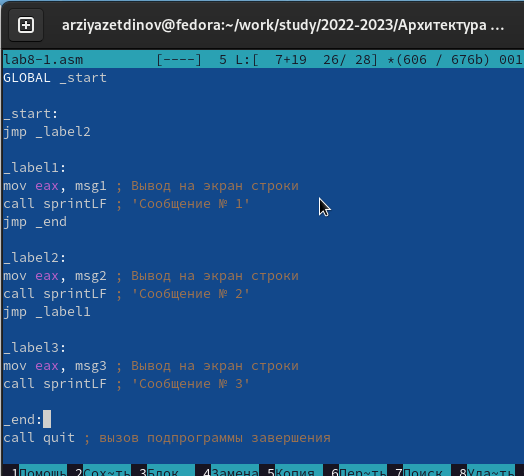 arziyazetdinov@fedora:~/work/study/2022-2023/Архитектура ...
lab8-1.asm [----] 5 L:[ 7+19 26/ 28] *(606 / 676b) 001
GLOBAL _start
_start:
jmp _label2
_label1:
mov eax, msg1 ; Вывод на экран строки
call sprintLF ; 'Сообщение № 1'
jmp _end
_label2:
mov eax, msg2 ; Вывод на экран строки
call sprintLF ; 'Сообщение № 2'
jmp _label1
_label3:
mov eax, msg3 ; Вывод на экран строки
call sprintLF ; 'Сообщение № 3'
_end:
call quit ; вызов подпрограммы завершения
1Помощь 2Сох~ть 3Блок 4Замена 5Копия 6Пер~ть 7Поиск 8Уда~ть